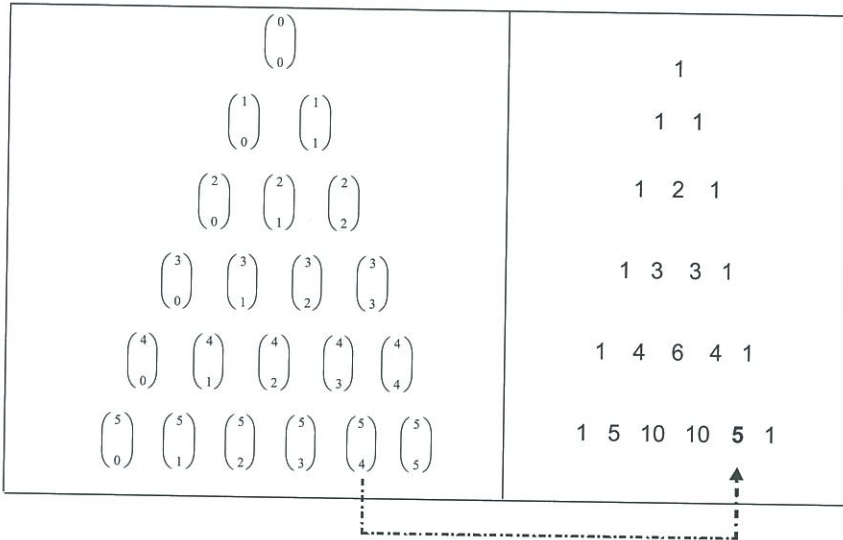 (0 0)
(1 0) (1 1)
(2 0) (2 1) (2 2)
(3 0) (3 1) (3 2) (3 3)
(4 0) (4 1) (4 2) (4 3) (4 4)
(5 0) (5 1) (5 2) (5 3) (5 4) (5 5)
1
1 1
1 2 1
1 3 3 1
1 4 6 4 1
1 5 10 10 5 1